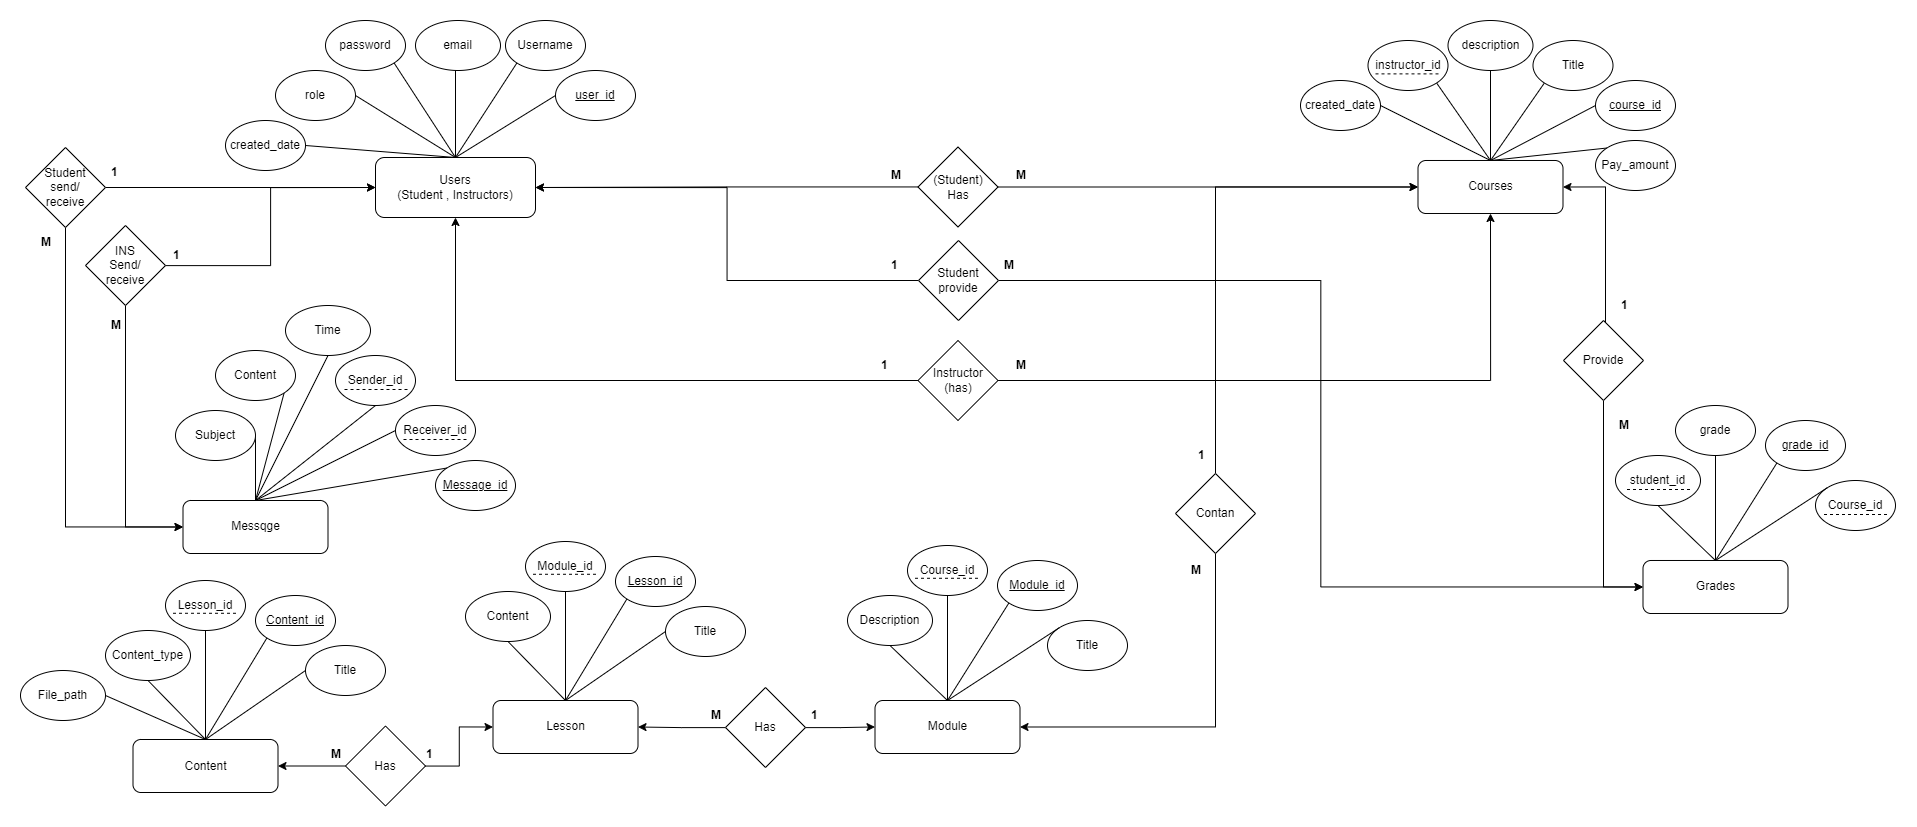 password
email
Username
role
user_id
created_date
Users
(Student , Instructors)
description
instructor_id
Title
created_date
course_id
Pay_amount
Courses
Student
send/
receive
1
M
INS
Send/
receive
1
M
M
(Student)
Has
M
1
Student
provide
M
1
Instructor
(has)
M
1
Provide
M
Time
Content
Sender_id
Subject
Receiver_id
Message_id
Messqge
grade
grade_id
student_id
Course_id
Grades
1
Contan
M
Module_id
Lesson_id
Content
Title
Lesson
Course_id
Module_id
Description
Title
Module
Lesson_id
Content_id
Content_type
Title
File_path
Content
M
Has
1
M
Has
1